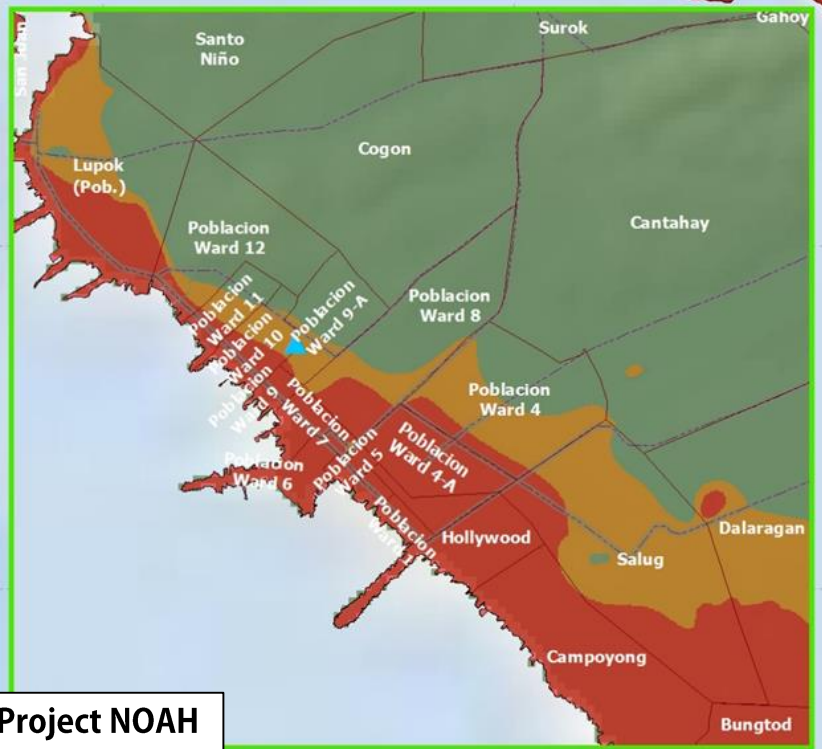 San Juan
Santo
Niño
Surok
Gahoy
Cogon
Lupok
(Pob.)
Cantahay
Poblacion
Ward 12
Poblacion
Ward 11
Poblacion
Ward 10
Poblacion
Ward 9-A
Poblacion
Ward 8
Poblacion
Ward 9
Poblacion
Ward 7
Poblacion
Ward 4
Poblacion
Ward 6
Poblacion
Ward 5
Poblacion
Ward 4-A
Poblacion
Ward 1
Hollywood
Dalaragan
Salug
Campoyong
Bungtod
Project NOAH